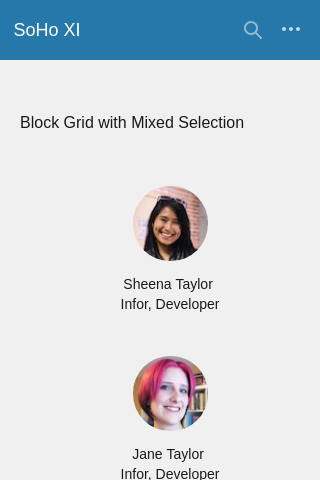 SoHo XI
Block Grid with Mixed Selection
Sheena Taylor
Infor, Developer
Jane Taylor
Infor, Developer